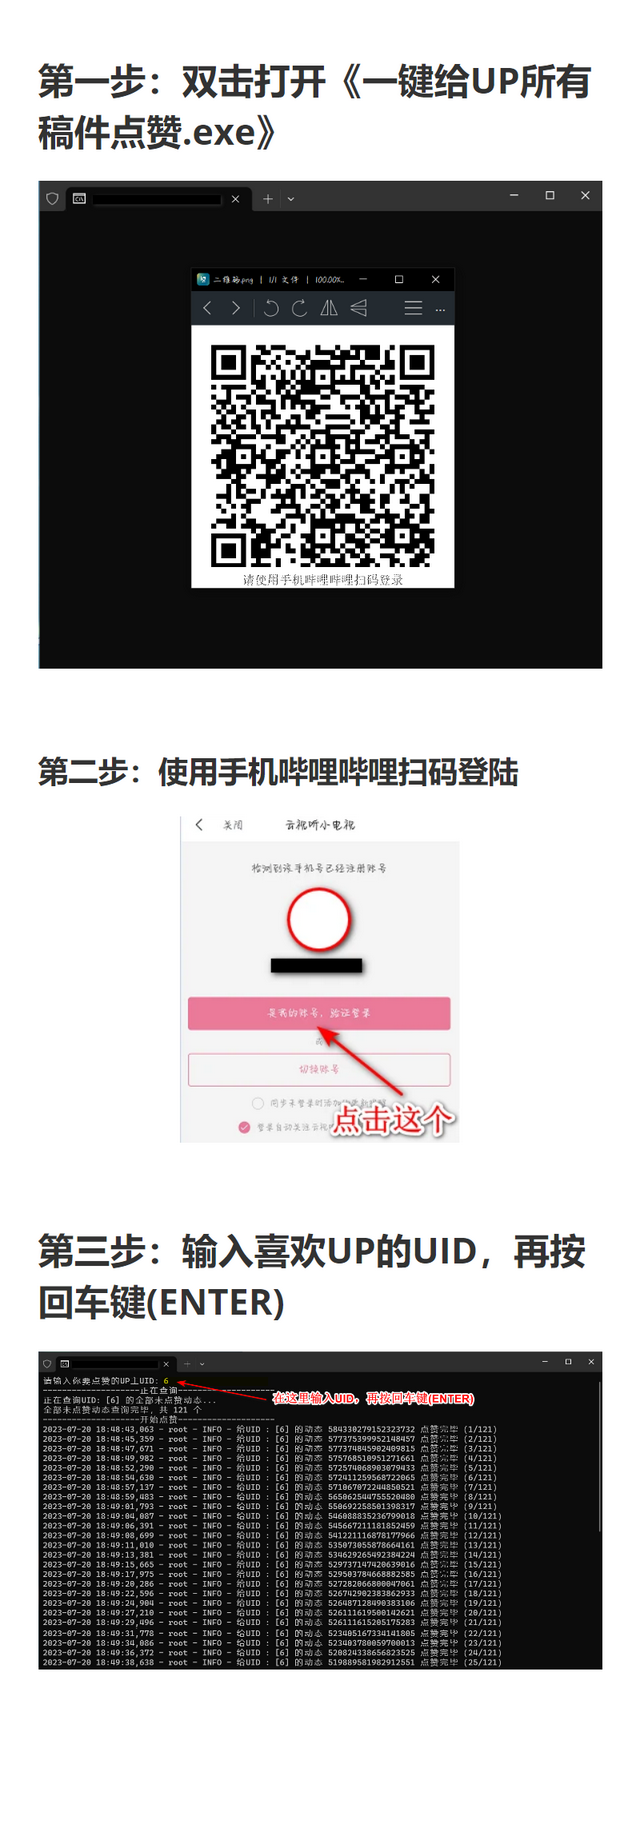 第一步：双击打开《一键给UP所有
稿件点赞.exe》
二维码.png | 1/1 文件 | 100.00%..
请使用手机哔哩哔哩扫码登录
第二步：使用手机哔哩哔哩扫码登陆
关闭 云视听小电视
检测到该手机号已经注册账号
是我的账号，验证登录
切换账号
点击这个
第三步：输入喜欢UP的UID，再按
回车键(ENTER)
请输入你要点赞的UP上UID: 6
--------------------正在查询--------------------
在这里输入UID，再按回车键(ENTER)
正在查询UID: [6] 的全部未点赞动态...
全部未点赞动态查询完毕，共 121 个
--------------------开始点赞--------------------
2023-07-20 18:48:43,063 - root - INFO - 给UID : [6] 的动态 584330279152323732 点赞完毕 (1/121)
2023-07-20 18:48:45,359 - root - INFO - 给UID : [6] 的动态 577375399952148457 点赞完毕 (2/121)
2023-07-20 18:48:47,671 - root - INFO - 给UID : [6] 的动态 577374845902409815 点赞完毕 (3/121)
2023-07-20 18:48:49,982 - root - INFO - 给UID : [6] 的动态 575768510951271661 点赞完毕 (4/121)
2023-07-20 18:48:52,290 - root - INFO - 给UID : [6] 的动态 572574068903079433 点赞完毕 (5/121)
2023-07-20 18:48:54,630 - root - INFO - 给UID : [6] 的动态 572411259568722065 点赞完毕 (6/121)
2023-07-20 18:48:57,137 - root - INFO - 给UID : [6] 的动态 571067072244850521 点赞完毕 (7/121)
2023-07-20 18:48:59,483 - root - INFO - 给UID : [6] 的动态 565062544755520480 点赞完毕 (8/121)
2023-07-20 18:49:01,793 - root - INFO - 给UID : [6] 的动态 550692258501398317 点赞完毕 (9/121)
2023-07-20 18:49:04,087 - root - INFO - 给UID : [6] 的动态 546088835236799018 点赞完毕 (10/121)
2023-07-20 18:49:06,391 - root - INFO - 给UID : [6] 的动态 545667211181852459 点赞完毕 (11/121)
2023-07-20 18:49:08,699 - root - INFO - 给UID : [6] 的动态 541221116878177966 点赞完毕 (12/121)
2023-07-20 18:49:11,010 - root - INFO - 给UID : [6] 的动态 535073055878664161 点赞完毕 (13/121)
2023-07-20 18:49:13,381 - root - INFO - 给UID : [6] 的动态 534629265492384224 点赞完毕 (14/121)
2023-07-20 18:49:15,665 - root - INFO - 给UID : [6] 的动态 529737147420639016 点赞完毕 (15/121)
2023-07-20 18:49:17,975 - root - INFO - 给UID : [6] 的动态 529503784668882585 点赞完毕 (16/121)
2023-07-20 18:49:20,286 - root - INFO - 给UID : [6] 的动态 527282066800047061 点赞完毕 (17/121)
2023-07-20 18:49:22,596 - root - INFO - 给UID : [6] 的动态 526742902383862933 点赞完毕 (18/121)
2023-07-20 18:49:24,904 - root - INFO - 给UID : [6] 的动态 526487128490383106 点赞完毕 (19/121)
2023-07-20 18:49:27,210 - root - INFO - 给UID : [6] 的动态 526111619500142621 点赞完毕 (20/121)
2023-07-20 18:49:29,496 - root - INFO - 给UID : [6] 的动态 526111615205175283 点赞完毕 (21/121)
2023-07-20 18:49:31,778 - root - INFO - 给UID : [6] 的动态 523405167334141805 点赞完毕 (22/121)
2023-07-20 18:49:34,086 - root - INFO - 给UID : [6] 的动态 523403780059700013 点赞完毕 (23/121)
2023-07-20 18:49:36,372 - root - INFO - 给UID : [6] 的动态 520824338656823525 点赞完毕 (24/121)
2023-07-20 18:49:38,638 - root - INFO - 给UID : [6] 的动态 519889581982912551 点赞完毕 (25/121)